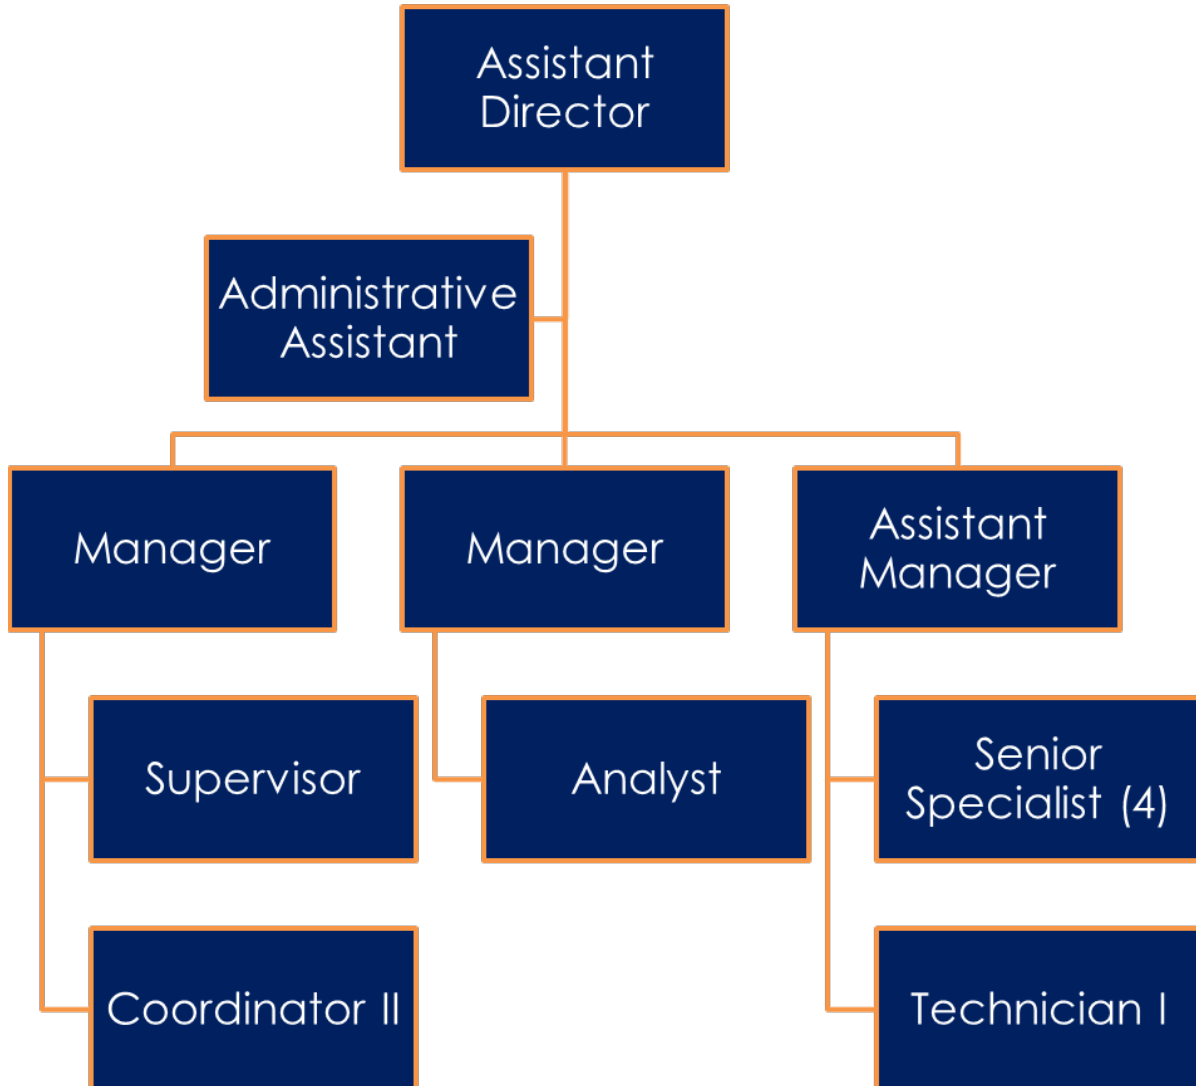 Assistant
Director
Administrative
Assistant
Manager
Manager
Assistant
Manager
Supervisor
Analyst
Senior
Specialist (4)
Coordinator II
Technician I